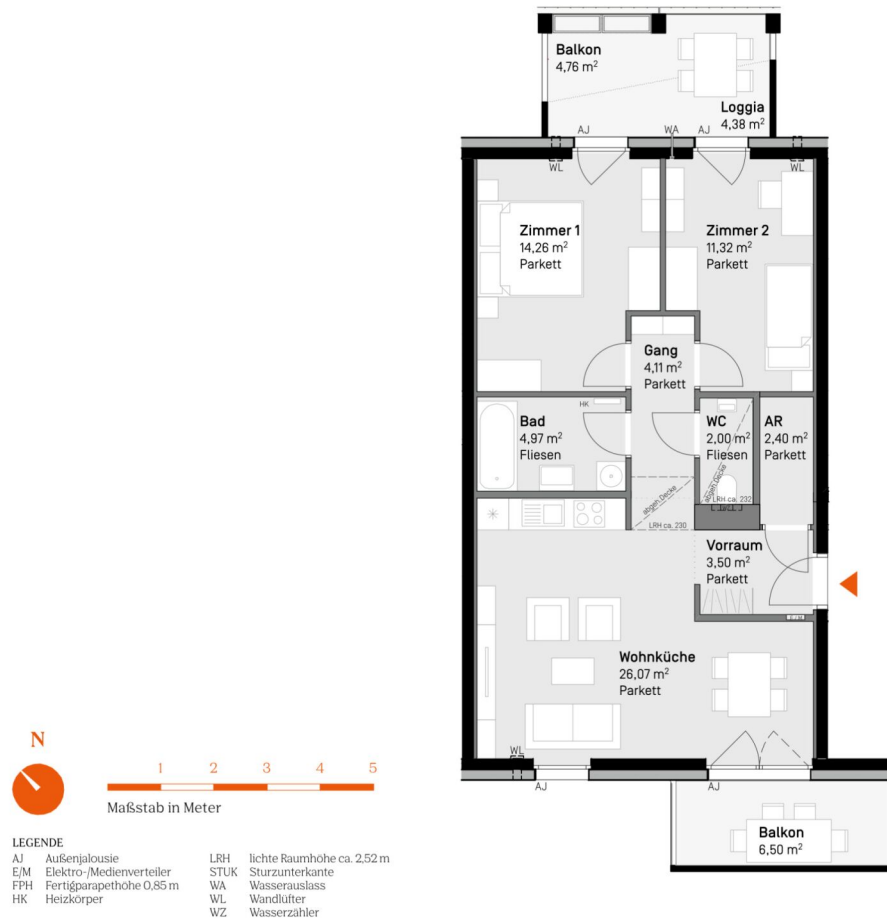 Balkon
4,76 m²
Loggia
4,38 m²
AJ
WA
AJ
WL
WL
Zimmer 1
14,26 m²
Parkett
Zimmer 2
11,32 m²
Parkett
Gang
4,11 m²
Parkett
HK
Bad
4,97 m²
Fliesen
WC
2,00 m²
Fliesen
AR
2,40 m²
Parkett
abgeh Decke
abgeh Decke
LRH ca. 232
LRH ca. 230
Vorraum
3,50 m²
Parkett
E/M
Wohnküche
26,07 m²
Parkett
WL
AJ
AJ
Balkon
6,50 m²
N
1 2 3 4 5
Maßstab in Meter
LEGENDE
AJ Außenjalousie
E/M Elektro-/Medienverteiler
FPH Fertigparapethöhe 0,85 m
HK Heizkörper
LRH lichte Raumhöhe ca. 2,52 m
STUK Sturzunterkante
WA Wasserauslass
WL Wandlüfter
WZ Wasserzähler